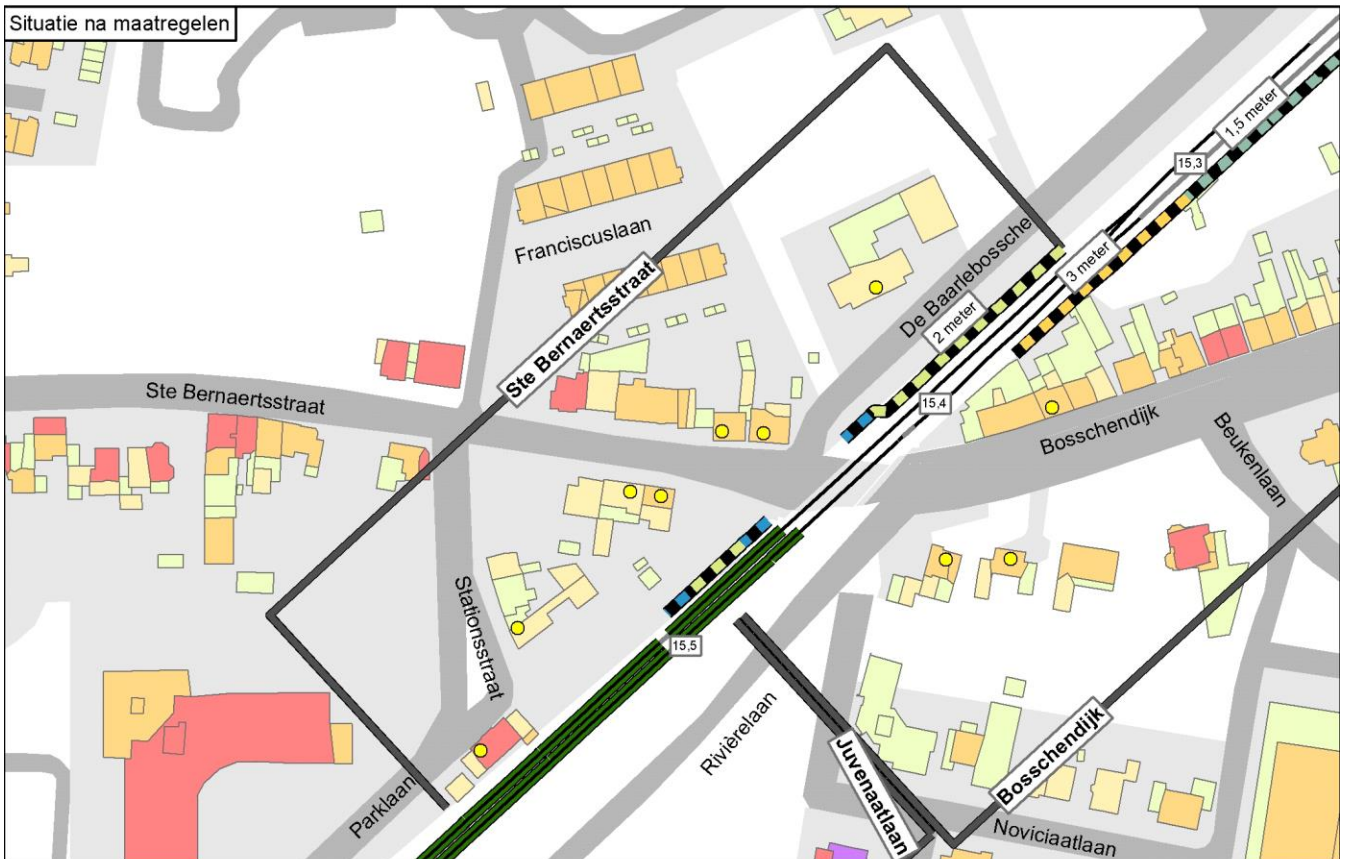 Situatie na maatregelen
1,5 meter
15,3
Franciscuslaan
3 meter
De Baarlebossche
2 meter
Ste Bernaertsstraat
Ste Bernaertsstraat
15,4
Bosschendijk
Beukenlaan
Stationsstraat
15,5
Rivièrelaan
Juvenaatlaan
Bosschendijk
Parklaan
Noviciaatlaan